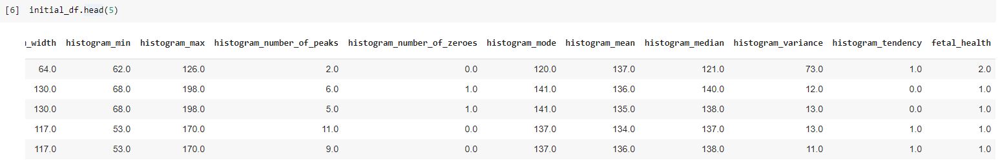 [6] initial_df.head(5)
_width histogram_min histogram_max histogram_number_of_peaks histogram_number_of_zeroes histogram_mode histogram_mean histogram_median histogram_variance histogram_tendency fetal_health
64.0 62.0 126.0 2.0 0.0 120.0 137.0 121.0 73.0 1.0 2.0
130.0 68.0 198.0 6.0 1.0 141.0 136.0 140.0 12.0 0.0 1.0
130.0 68.0 198.0 5.0 1.0 141.0 135.0 138.0 13.0 0.0 1.0
117.0 53.0 170.0 11.0 0.0 137.0 134.0 137.0 13.0 1.0 1.0
117.0 53.0 170.0 9.0 0.0 137.0 136.0 138.0 11.0 1.0 1.0